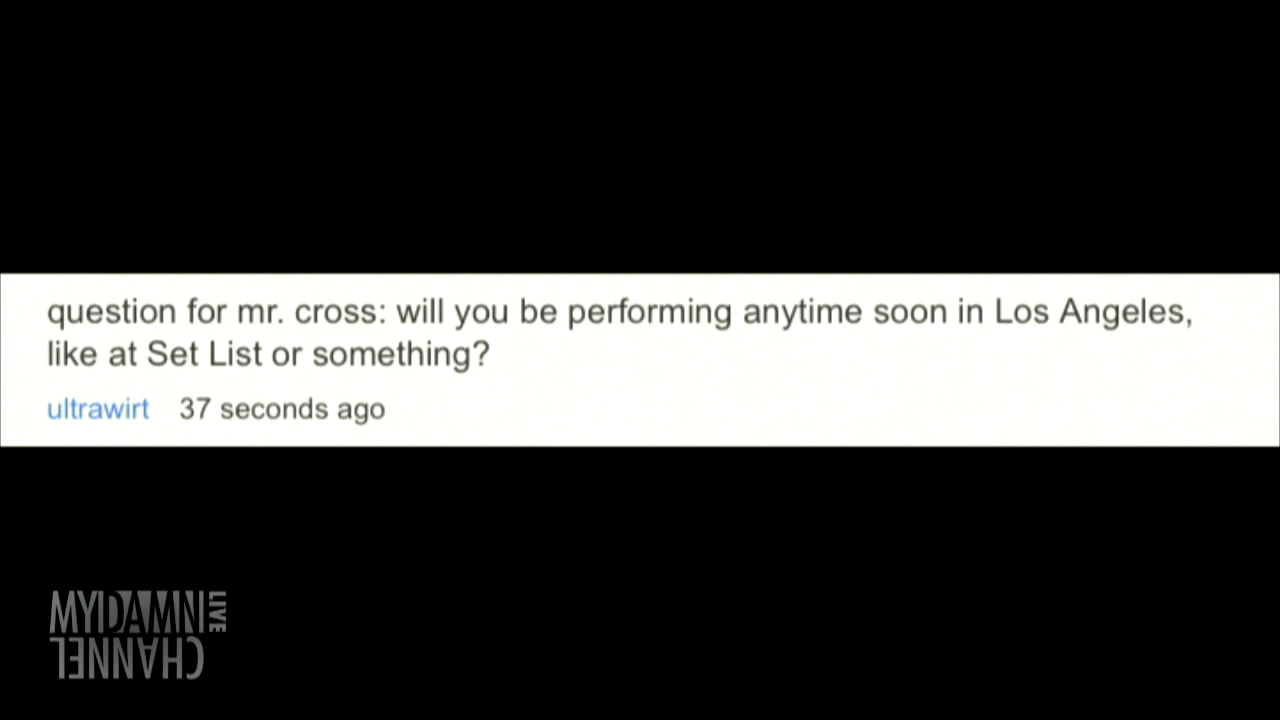 question for mr. cross: will you be performing anytime soon in Los Angeles,
like at Set List or something?
ultrawirt 37 seconds ago
MYDAMN LIVE
CHANNEL